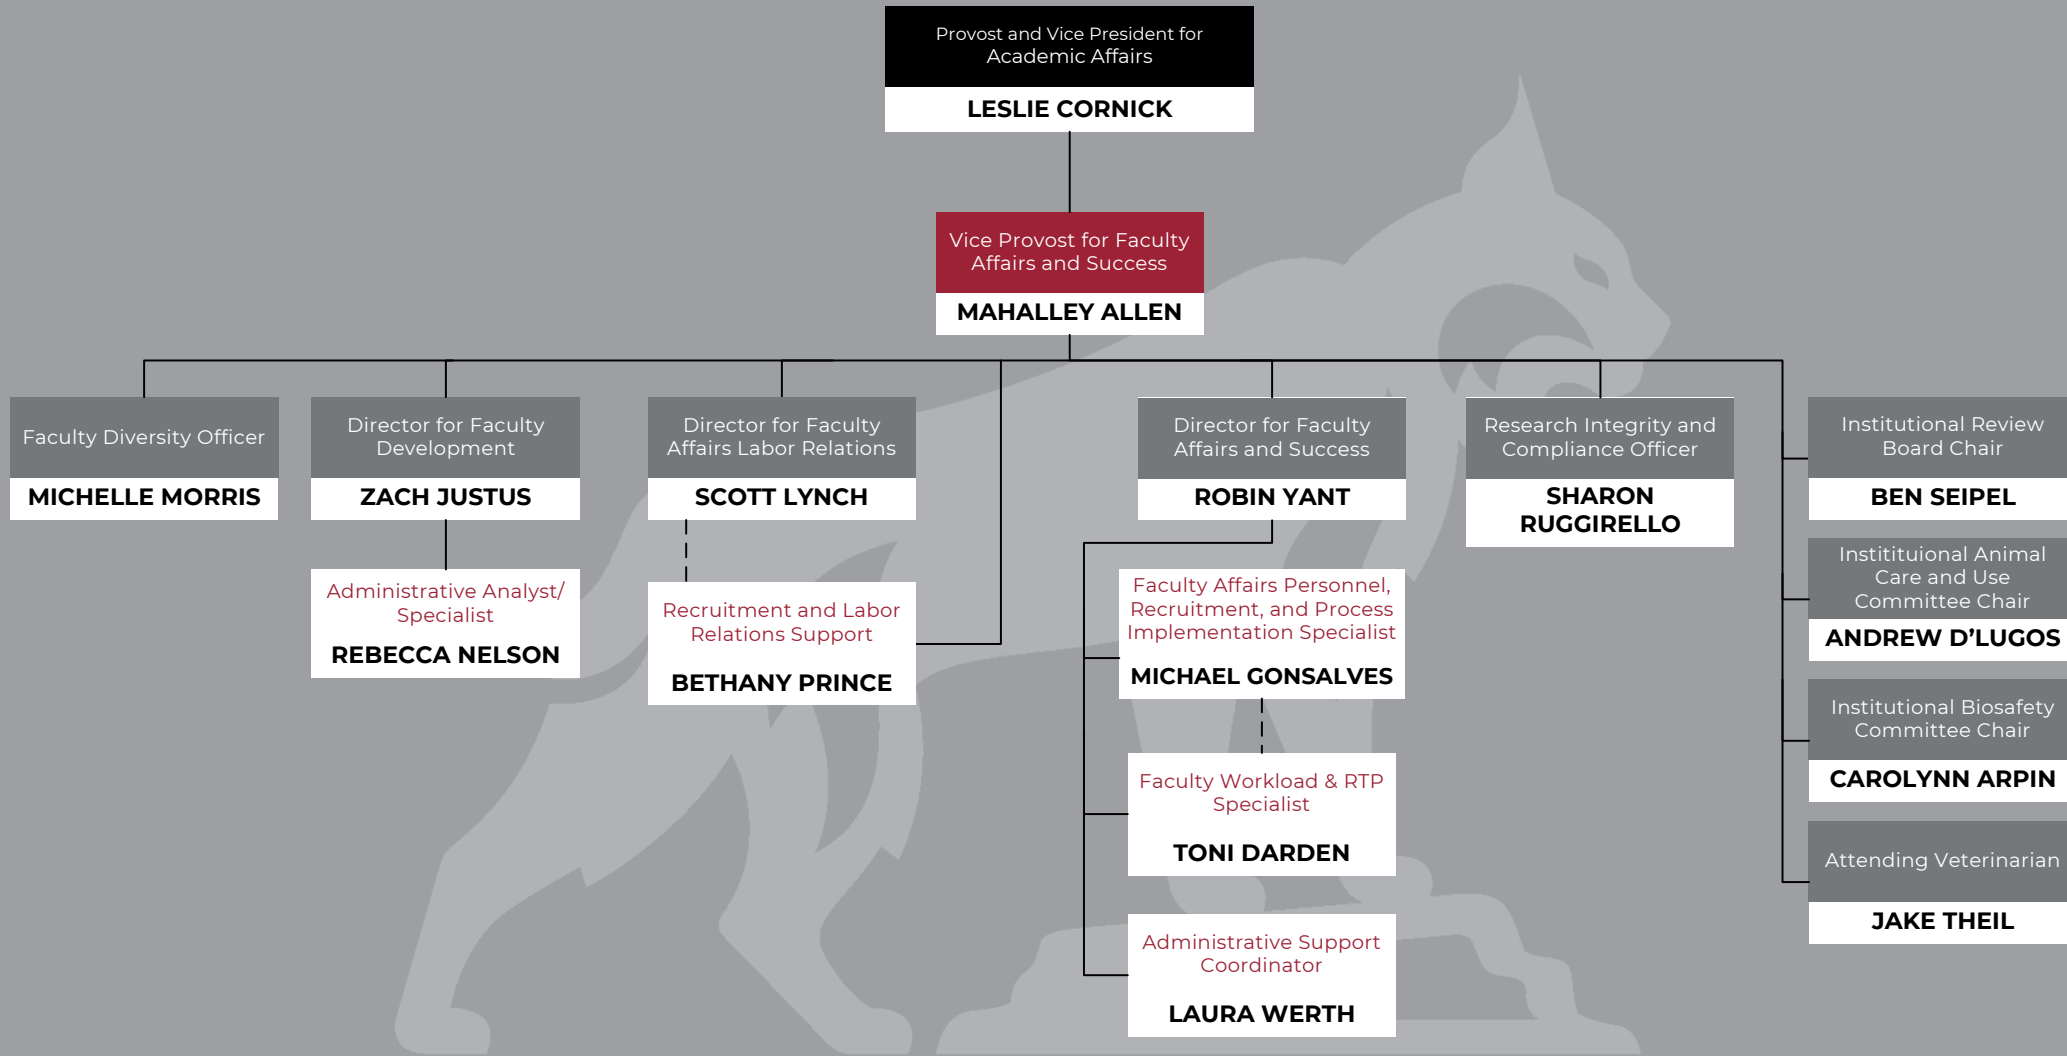 Provost and Vice President for
Academic Affairs
LESLIE CORNICK
Vice Provost for Faculty
Affairs and Success
MAHALLEY ALLEN
Faculty Diversity Officer
MICHELLE MORRIS
Director for Faculty
Development
ZACH JUSTUS
Administrative Analyst/
Specialist
REBECCA NELSON
Director for Faculty
Affairs Labor Relations
SCOTT LYNCH
Recruitment and Labor
Relations Support
BETHANY PRINCE
Director for Faculty
Affairs and Success
ROBIN YANT
Faculty Affairs Personnel,
Recruitment, and Process
Implementation Specialist
MICHAEL GONSALVES
Faculty Workload & RTP
Specialist
TONI DARDEN
Administrative Support
Coordinator
LAURA WERTH
Research Integrity and
Compliance Officer
SHARON
RUGGIRELLO
Institutional Review
Board Chair
BEN SEIPEL
Instituitional Animal
Care and Use
Committee Chair
ANDREW D’LUGOS
Institutional Biosafety
Committee Chair
CAROLYNN ARPIN
Attending Veterinarian
JAKE THEIL